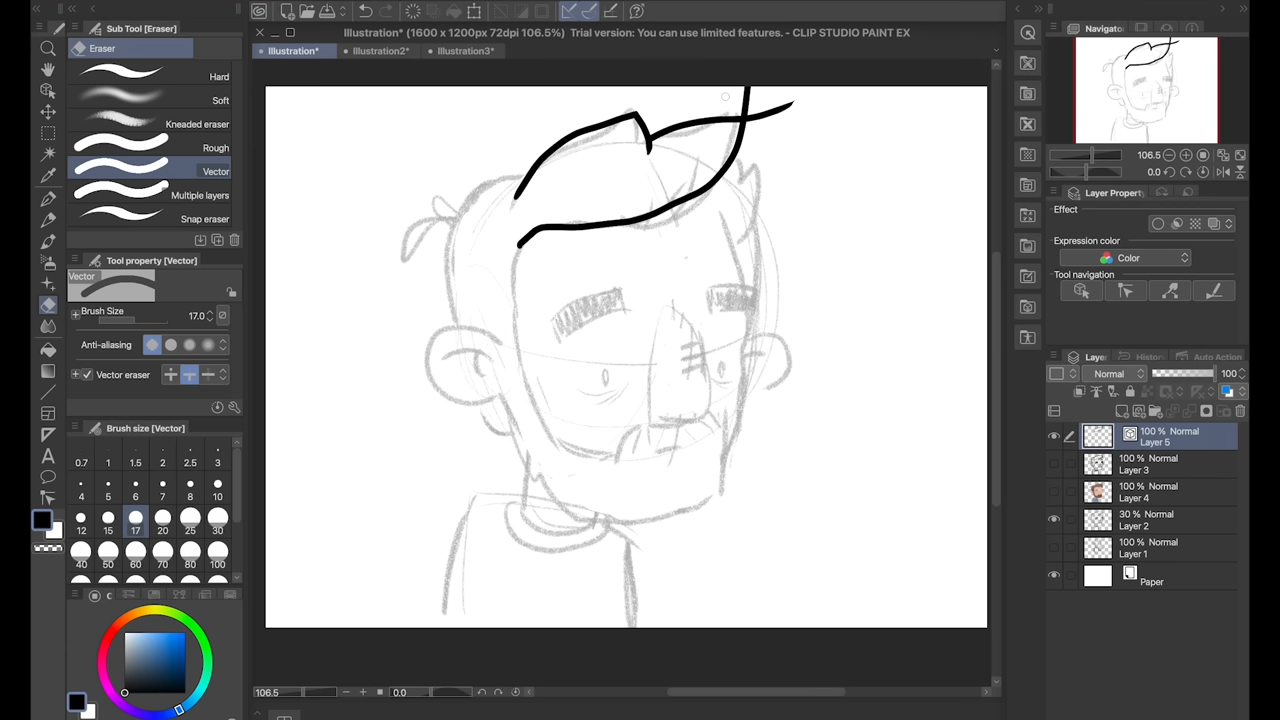 Sub Tool [Eraser]
Eraser
Hard
Soft
Kneaded eraser
Rough
Vector
Multiple layers
Snap eraser
Tool property [Vector]
Vector
Brush Size 17.0
Anti-aliasing
Vector eraser
Brush size [Vector]
0.7 1 1.5 2 2.5 3
4 5 6 7 8 10
12 15 17 20 25 30
40 50 60 70 80 100
Illustration* (1600 x 1200px 72dpi 106.5%) Trial version: You can use limited features. - CLIP STUDIO PAINT EX
Illustration* Illustration2* Illustration3*
106.5 0.0
Navigator
106.5
0.0
Layer Property
Effect
Expression color
Color
Tool navigation
Layer History Auto Action
Normal 100
100 % Normal
Layer 5
100 % Normal
Layer 3
100 % Normal
Layer 4
30 % Normal
Layer 2
100 % Normal
Layer 1
Paper